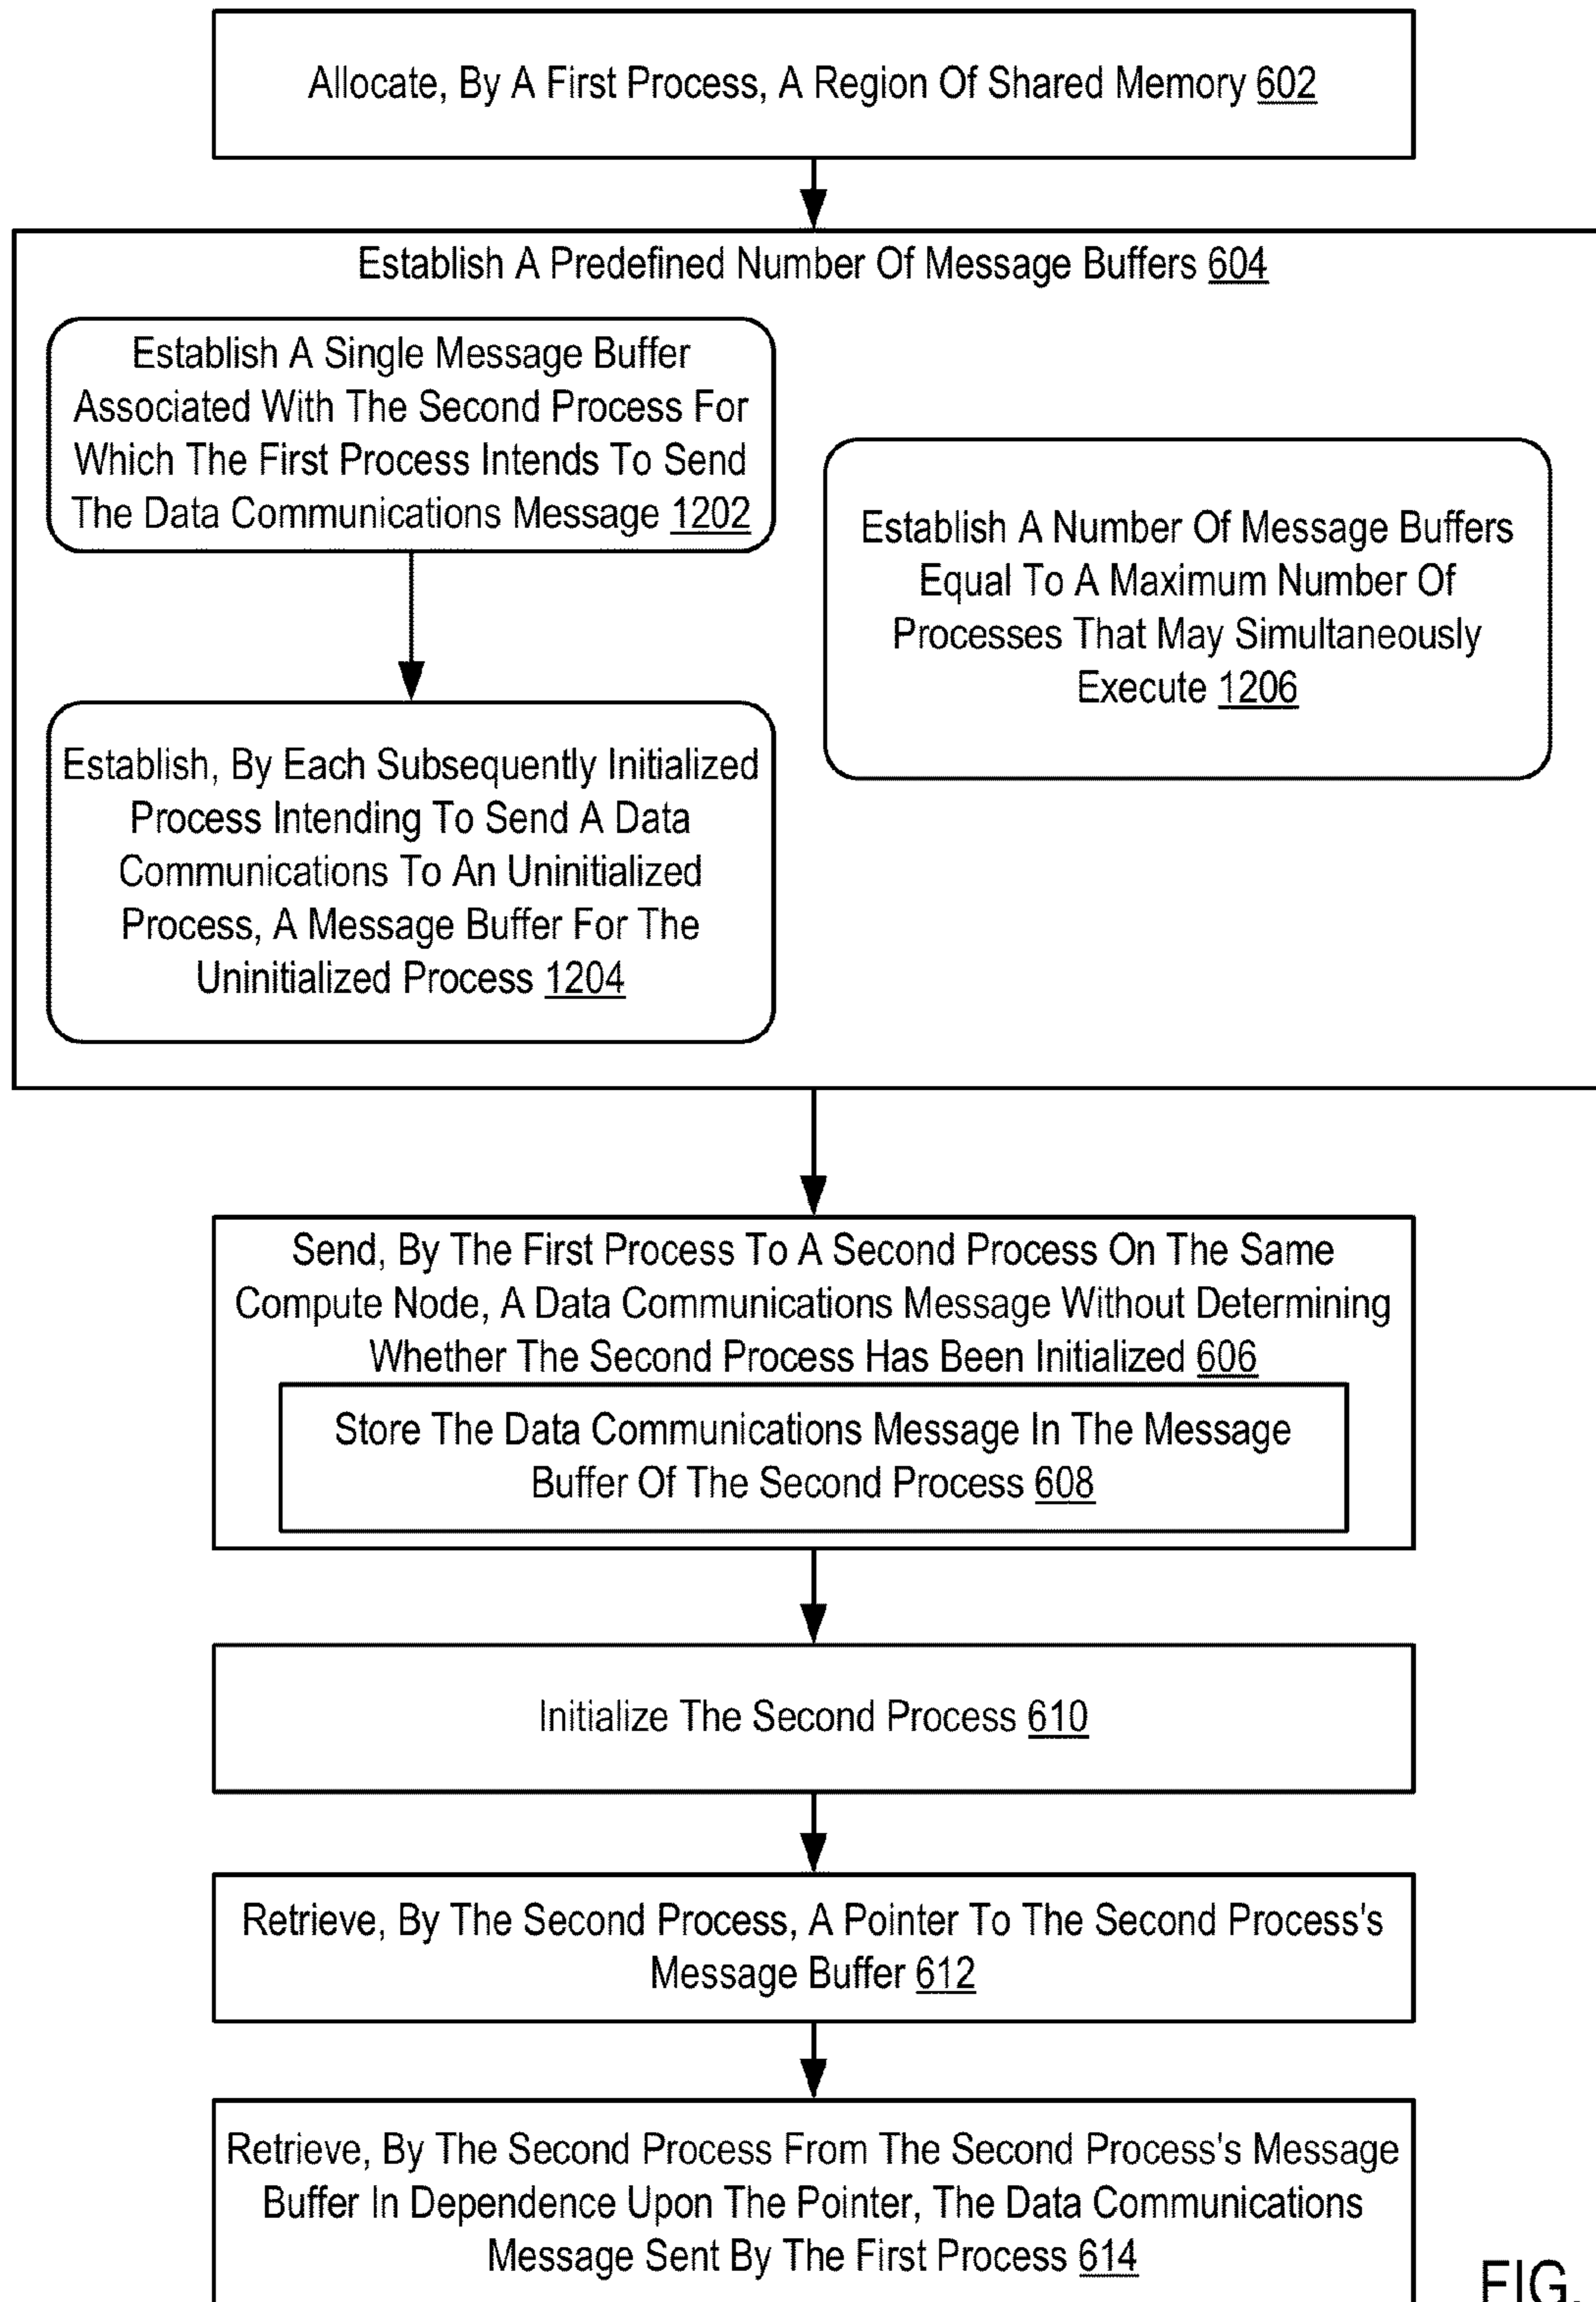 Allocate, By A First Process, A Region Of Shared Memory 602
Establish A Predefined Number Of Message Buffers 604
Establish A Single Message Buffer
Associated With The Second Process For
Which The First Process Intends To Send
The Data Communications Message 1202
Establish A Number Of Message Buffers
Equal To A Maximum Number Of
Processes That May Simultaneously
Execute 1206
Establish, By Each Subsequently Initialized
Process Intending To Send A Data
Communications To An Uninitialized
Process, A Message Buffer For The
Uninitialized Process 1204
Send, By The First Process To A Second Process On The Same
Compute Node, A Data Communications Message Without Determining
Whether The Second Process Has Been Initialized 606
Store The Data Communications Message In The Message
Buffer Of The Second Process 608
Initialize The Second Process 610
Retrieve, By The Second Process, A Pointer To The Second Process's
Message Buffer 612
Retrieve, By The Second Process From The Second Process's Message
Buffer In Dependence Upon The Pointer, The Data Communications
Message Sent By The First Process 614
FIG.